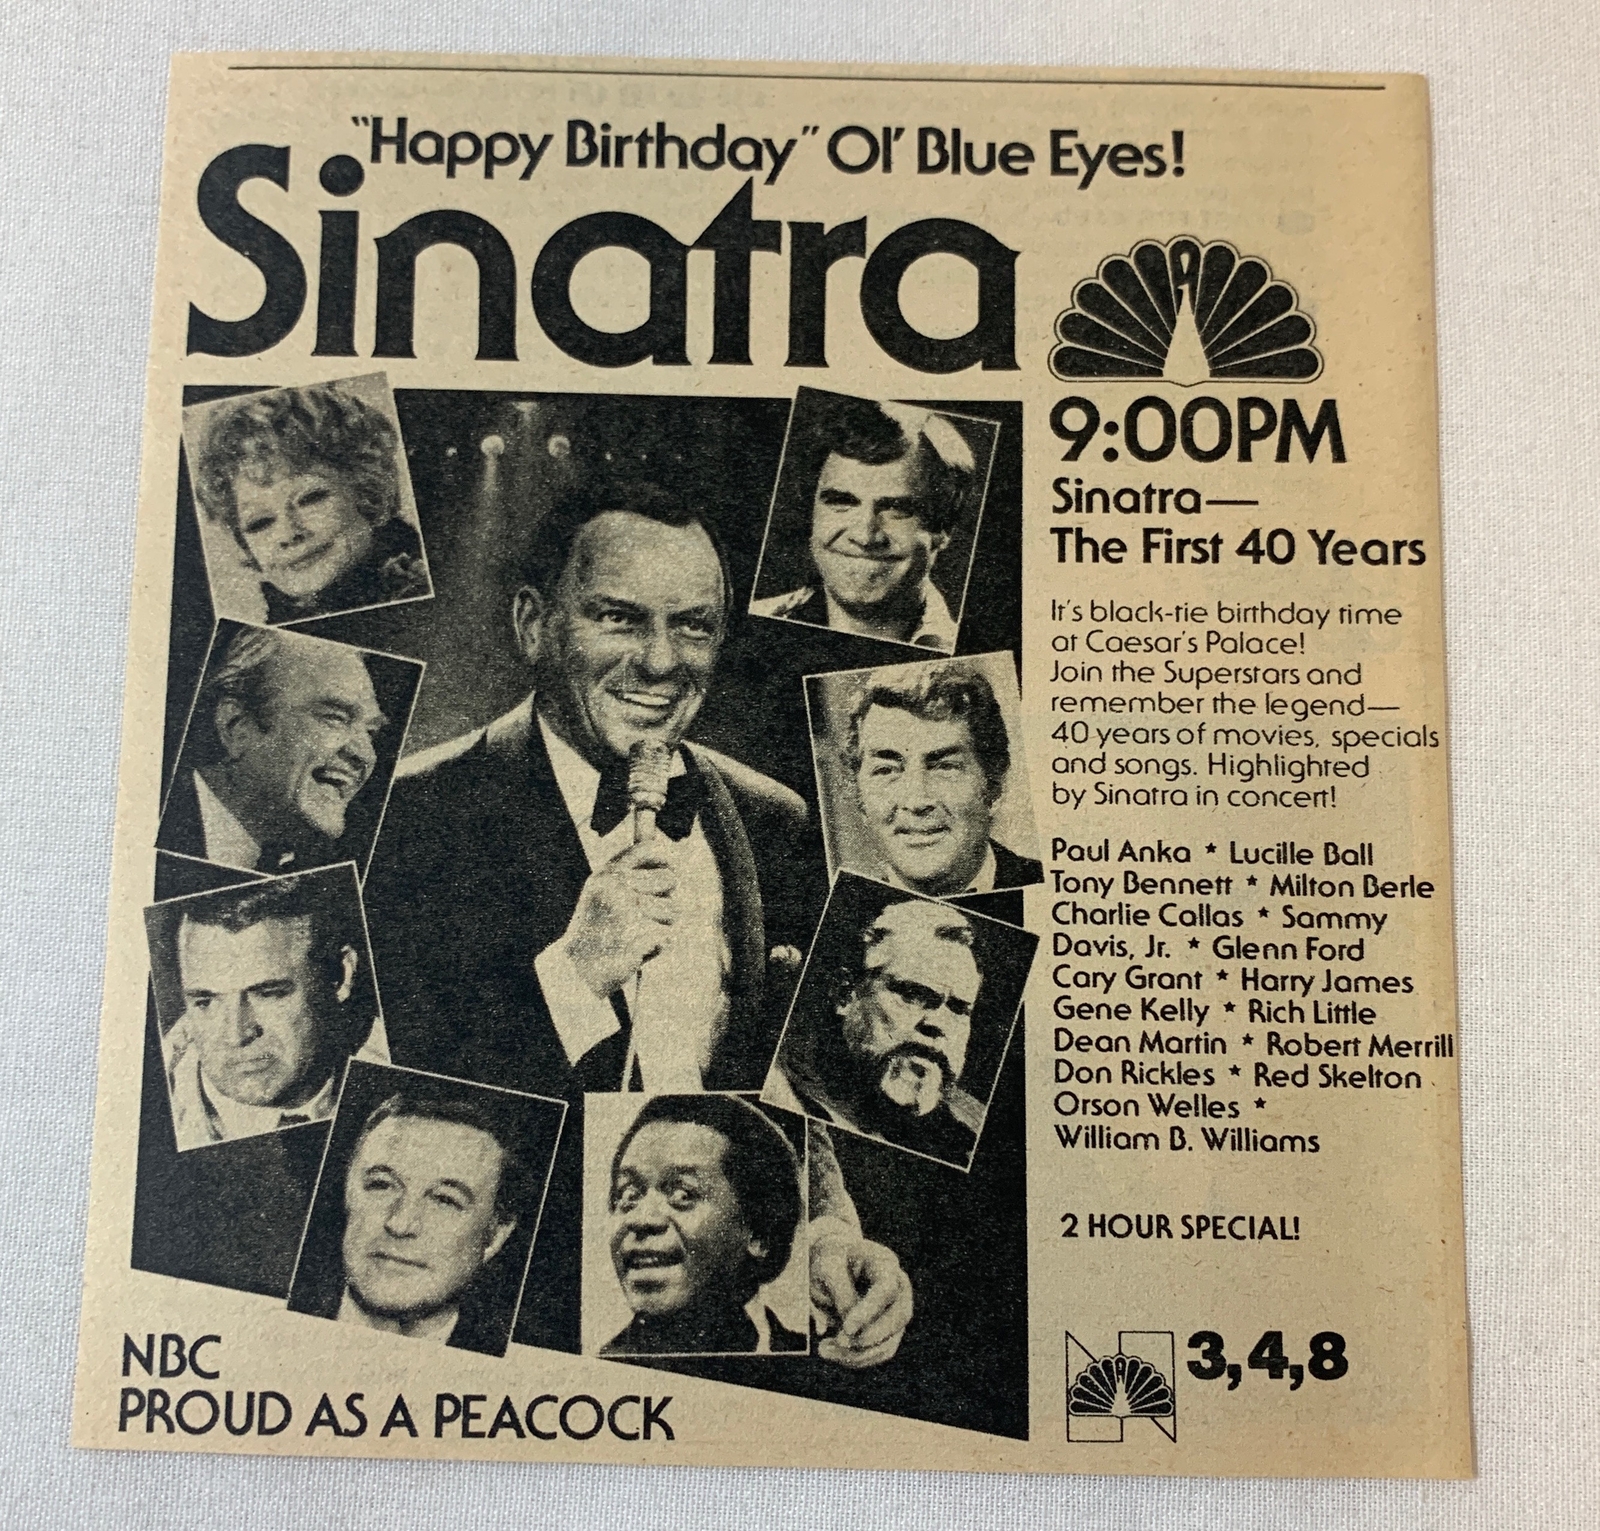 "Happy Birthday" Ol' Blue Eyes!
Sinatra
9:00PM
Sinatra—
The First 40 Years
It's black-tie birthday time
at Caesar's Palace!
Join the Superstars and
remember the legend—
40 years of movies, specials
and songs. Highlighted
by Sinatra in concert!
Paul Anka * Lucille Ball
Tony Bennett * Milton Berle
Charlie Callas * Sammy
Davis, Jr. * Glenn Ford
Cary Grant * Harry James
Gene Kelly * Rich Little
Dean Martin * Robert Merrill
Don Rickles * Red Skelton
Orson Welles *
William B. Williams
2 HOUR SPECIAL!
3,4,8
NBC
PROUD AS A PEACOCK